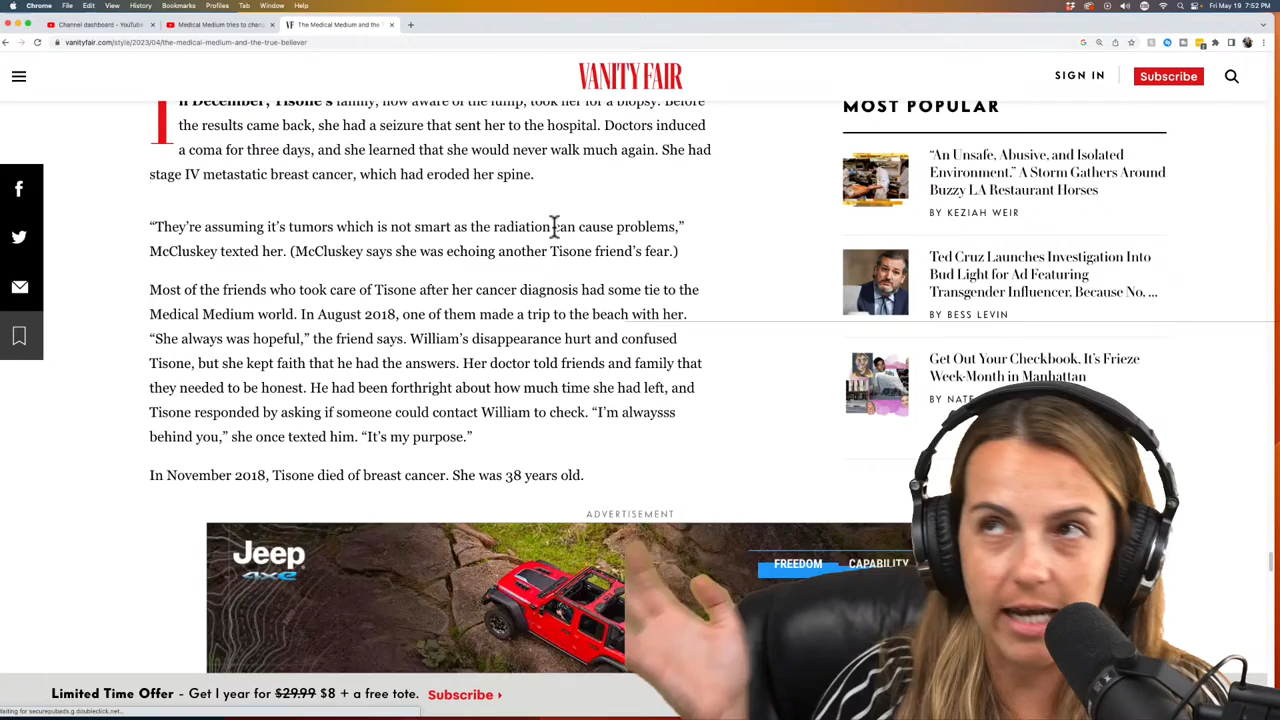 Chrome File Edit View History Bookmarks Profiles Tab Window Help
Fri May 19 7:52 PM
Channel dashboard - YouTube
Medical Medium tries to chang
The Medical Medium and the T
vanityfair.com/style/2023/04/the-medical-medium-and-the-true-believer
VANITY FAIR
SIGN IN
Subscribe
n December, Tisone's family, now aware of the lump, took her for a biopsy. Before
the results came back, she had a seizure that sent her to the hospital. Doctors induced
a coma for three days, and she learned that she would never walk much again. She had
stage IV metastatic breast cancer, which had eroded her spine.
“They’re assuming it’s tumors which is not smart as the radiation can cause problems,”
McCluskey texted her. (McCluskey says she was echoing another Tisone friend’s fear.)
Most of the friends who took care of Tisone after her cancer diagnosis had some tie to the
Medical Medium world. In August 2018, one of them made a trip to the beach with her.
“She always was hopeful,” the friend says. William’s disappearance hurt and confused
Tisone, but she kept faith that he had the answers. Her doctor told friends and family that
they needed to be honest. He had been forthright about how much time she had left, and
Tisone responded by asking if someone could contact William to check. “I’m alwaysss
behind you,” she once texted him. “It’s my purpose.”
In November 2018, Tisone died of breast cancer. She was 38 years old.
MOST POPULAR
“An Unsafe, Abusive, and Isolated
Environment.” A Storm Gathers Around
Buzzy LA Restaurant Horses
BY KEZIAH WEIR
Ted Cruz Launches Investigation Into
Bud Light for Ad Featuring
Transgender Influencer, Because No, ...
BY BESS LEVIN
Get Out Your Checkbook, It’s Frieze
Week-Month in Manhattan
BY NATE
ADVERTISEMENT
Jeep
4xe
FREEDOM
CAPABILITY
Limited Time Offer - Get 1 year for $29.99 $8 + a free tote. Subscribe ›
Waiting for securepubads.g.doubleclick.net...